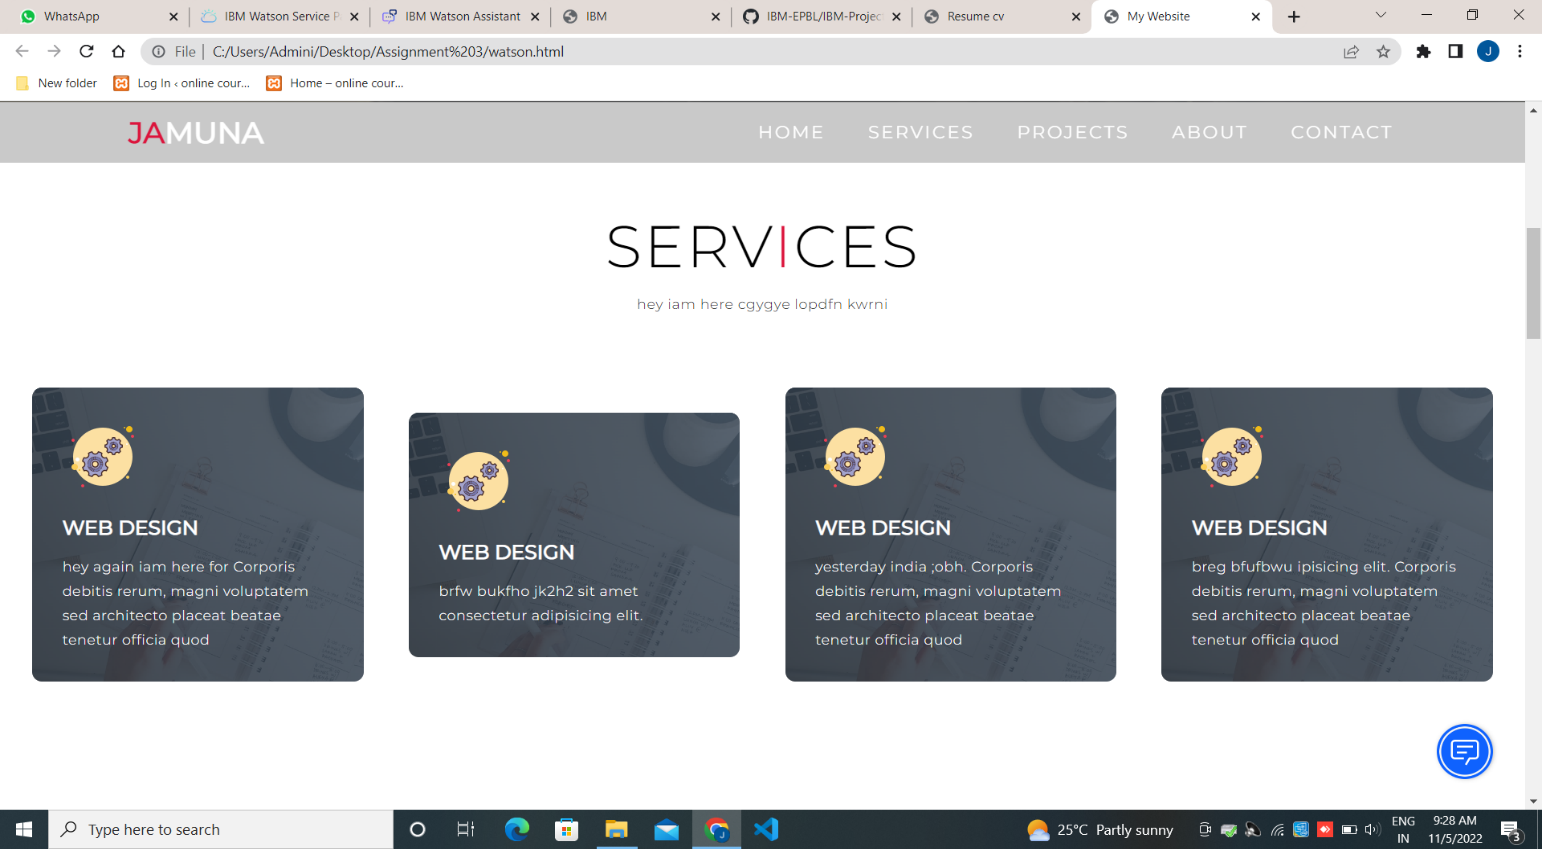 WhatsApp
IBM Watson Service P
IBM Watson Assistant
IBM
IBM-EPBL/IBM-Projec
Resume cv
My Website
File | C:/Users/Admini/Desktop/Assignment%203/watson.html
J
New folder
Log In ‹ online cour...
Home – online cour...
JAMUNA
HOME SERVICES PROJECTS ABOUT CONTACT
SERVICES
hey iam here cgygye lopdfn kwrni
WEB DESIGN
hey again iam here for Corporis
debitis rerum, magni voluptatem
sed architecto placeat beatae
tenetur officia quod
WEB DESIGN
brfw bukfho jk2h2 sit amet
consectetur adipisicing elit.
WEB DESIGN
yesterday india ;obh. Corporis
debitis rerum, magni voluptatem
sed architecto placeat beatae
tenetur officia quod
WEB DESIGN
breg bfufbwu ipisicing elit. Corporis
debitis rerum, magni voluptatem
sed architecto placeat beatae
tenetur officia quod
Type here to search
25°C Partly sunny
ENG
IN
9:28 AM
11/5/2022
3